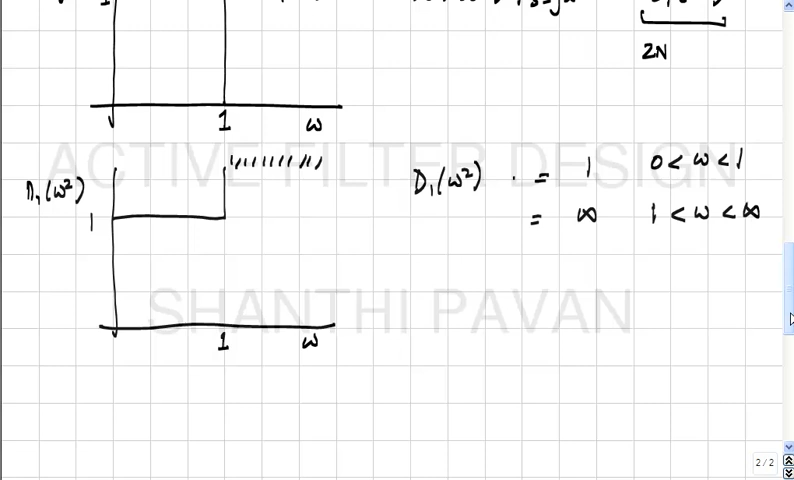 1
2N
1 ω
ACTIVE FILTER DESIGN
D₁(ω²) = 1 0 < ω < 1
D₁(ω²)
1
= ∞ 1 < ω < ∞
SHANTHI PAVAN
1 ω
2 / 2